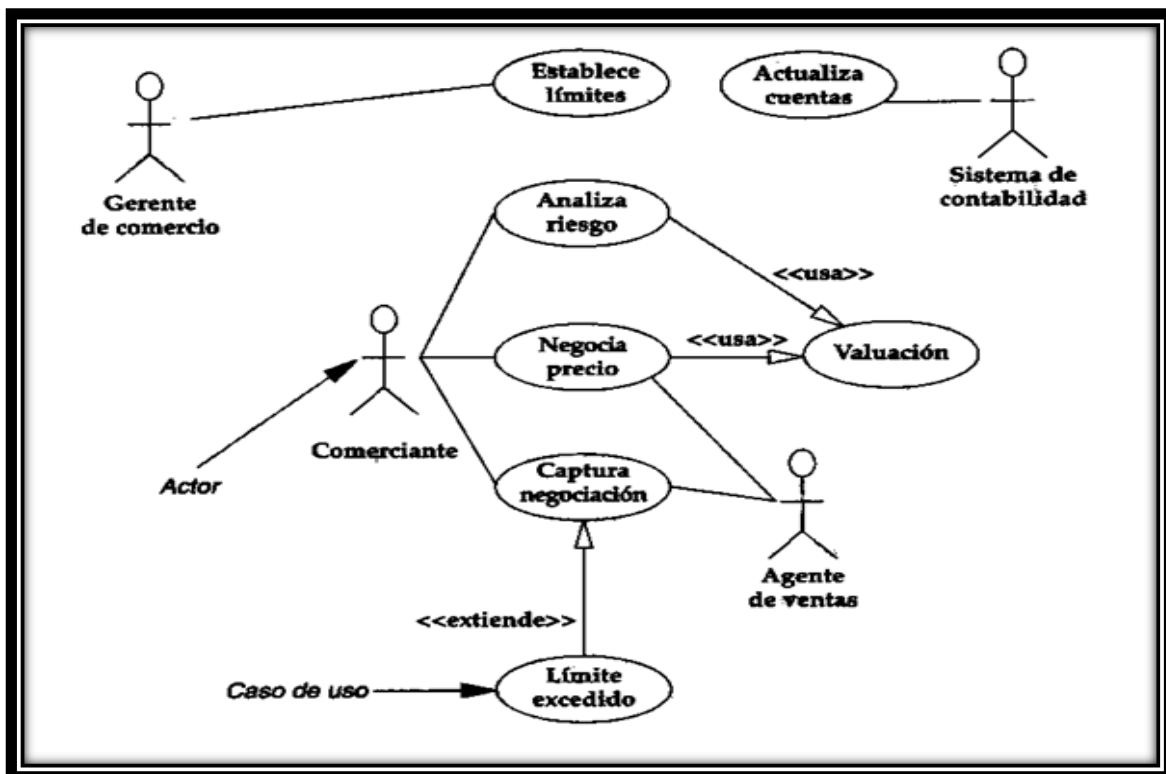 Establece
límites
Actualiza
cuentas
Gerente
de comercio
Sistema de
contabilidad
Analiza
riesgo
<<usa>>
Negocia
precio
<<usa>>
Valuación
Comerciante
Actor
Captura
negociación
Agente
de ventas
<<extiende>>
Caso de uso
Límite
excedido